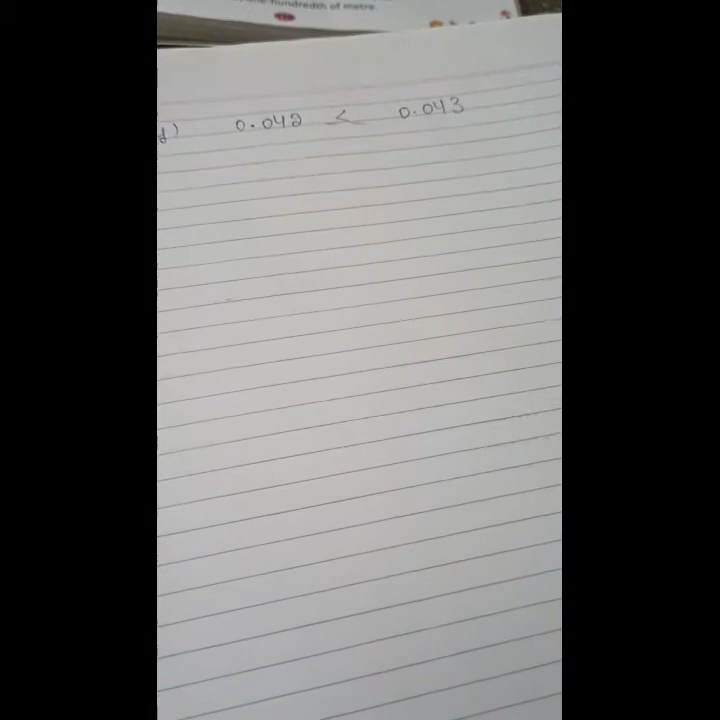 hundredth of metre.
d) 0.042 < 0.043